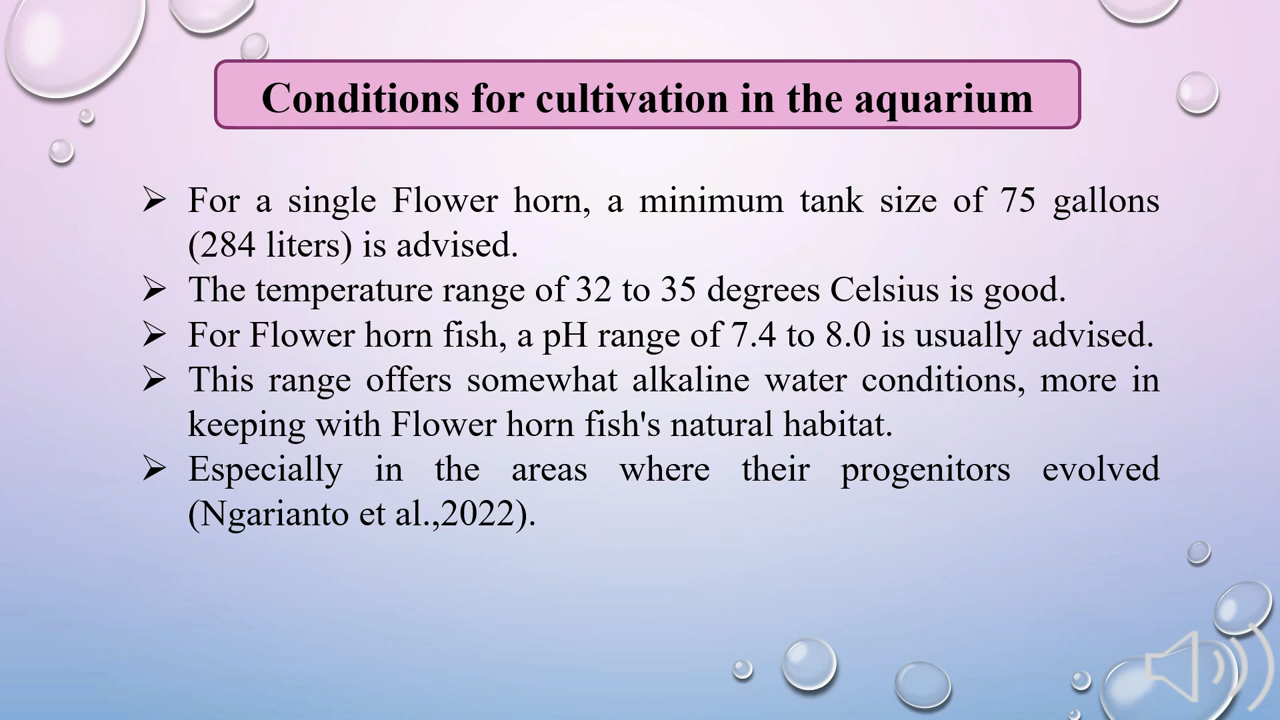 Conditions for cultivation in the aquarium
➢ For a single Flower horn, a minimum tank size of 75 gallons
(284 liters) is advised.
➢ The temperature range of 32 to 35 degrees Celsius is good.
➢ For Flower horn fish, a pH range of 7.4 to 8.0 is usually advised.
➢ This range offers somewhat alkaline water conditions, more in
keeping with Flower horn fish's natural habitat.
➢ Especially in the areas where their progenitors evolved
(Ngarianto et al.,2022).